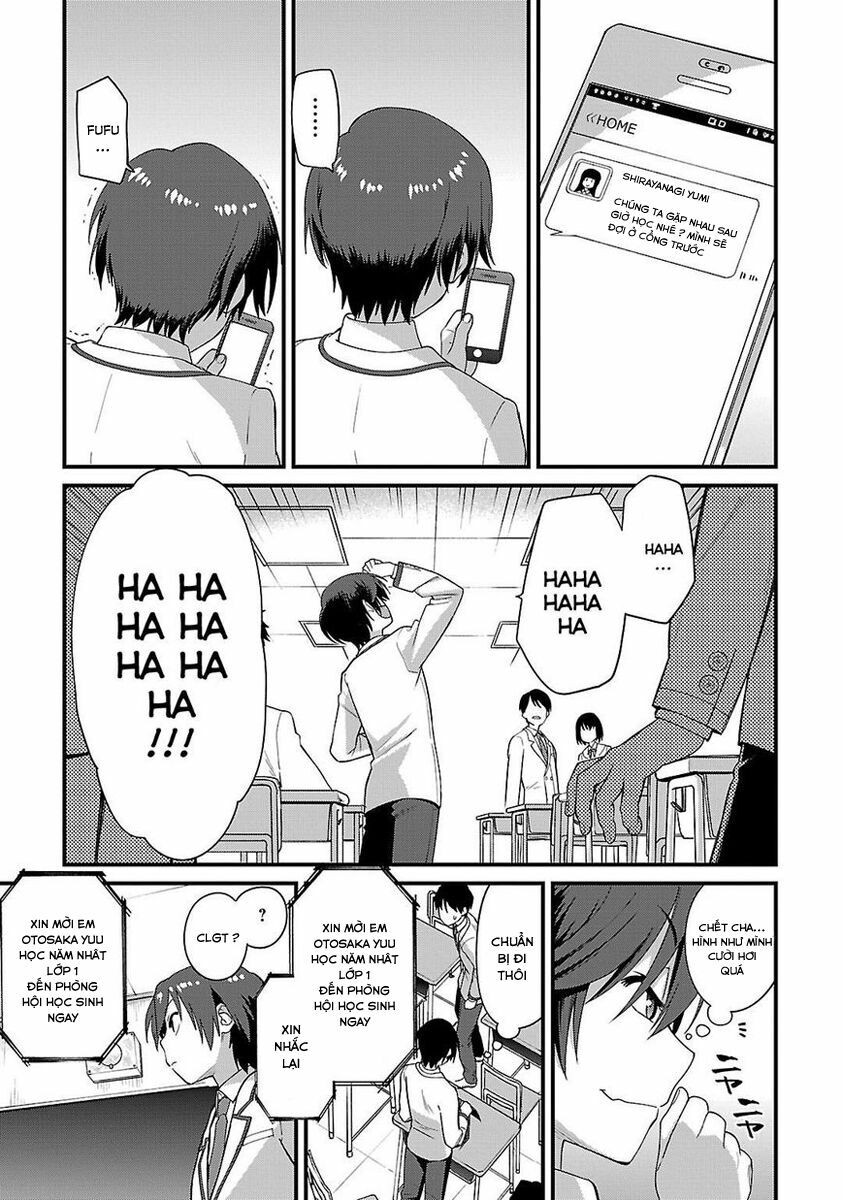 <<HOME
SHIRAYANAGI YUMI
CHÚNG TA GẶP NHAU SAU
GIỜ HỌC NHÉ ? MÌNH SẼ
ĐỢI Ở CỔNG TRƯỚC
......
FUFU
...
HAHA
...
HAHA
HAHA
HA
HA HA
HA HA
HA HA
HA
!!!
CHẾT CHA...
HÌNH NHƯ MÌNH
CƯỜI HƠI
QUÁ
ニヤ
ニヤ
CHUẨN
BỊ ĐI
THÔI
XIN MỜI EM
OTOSAKA YUU
HỌC NĂM NHẤT
LỚP 1
ĐẾN PHÒNG
HỘI HỌC SINH
NGAY
XIN
NHẮC
LẠI
?
CLGT ?
XIN MỜI EM
OTOSAKA YUU
HỌC NĂM NHẤT
LỚP 1
ĐẾN PHÒNG
HỘI HỌC SINH
NGAY